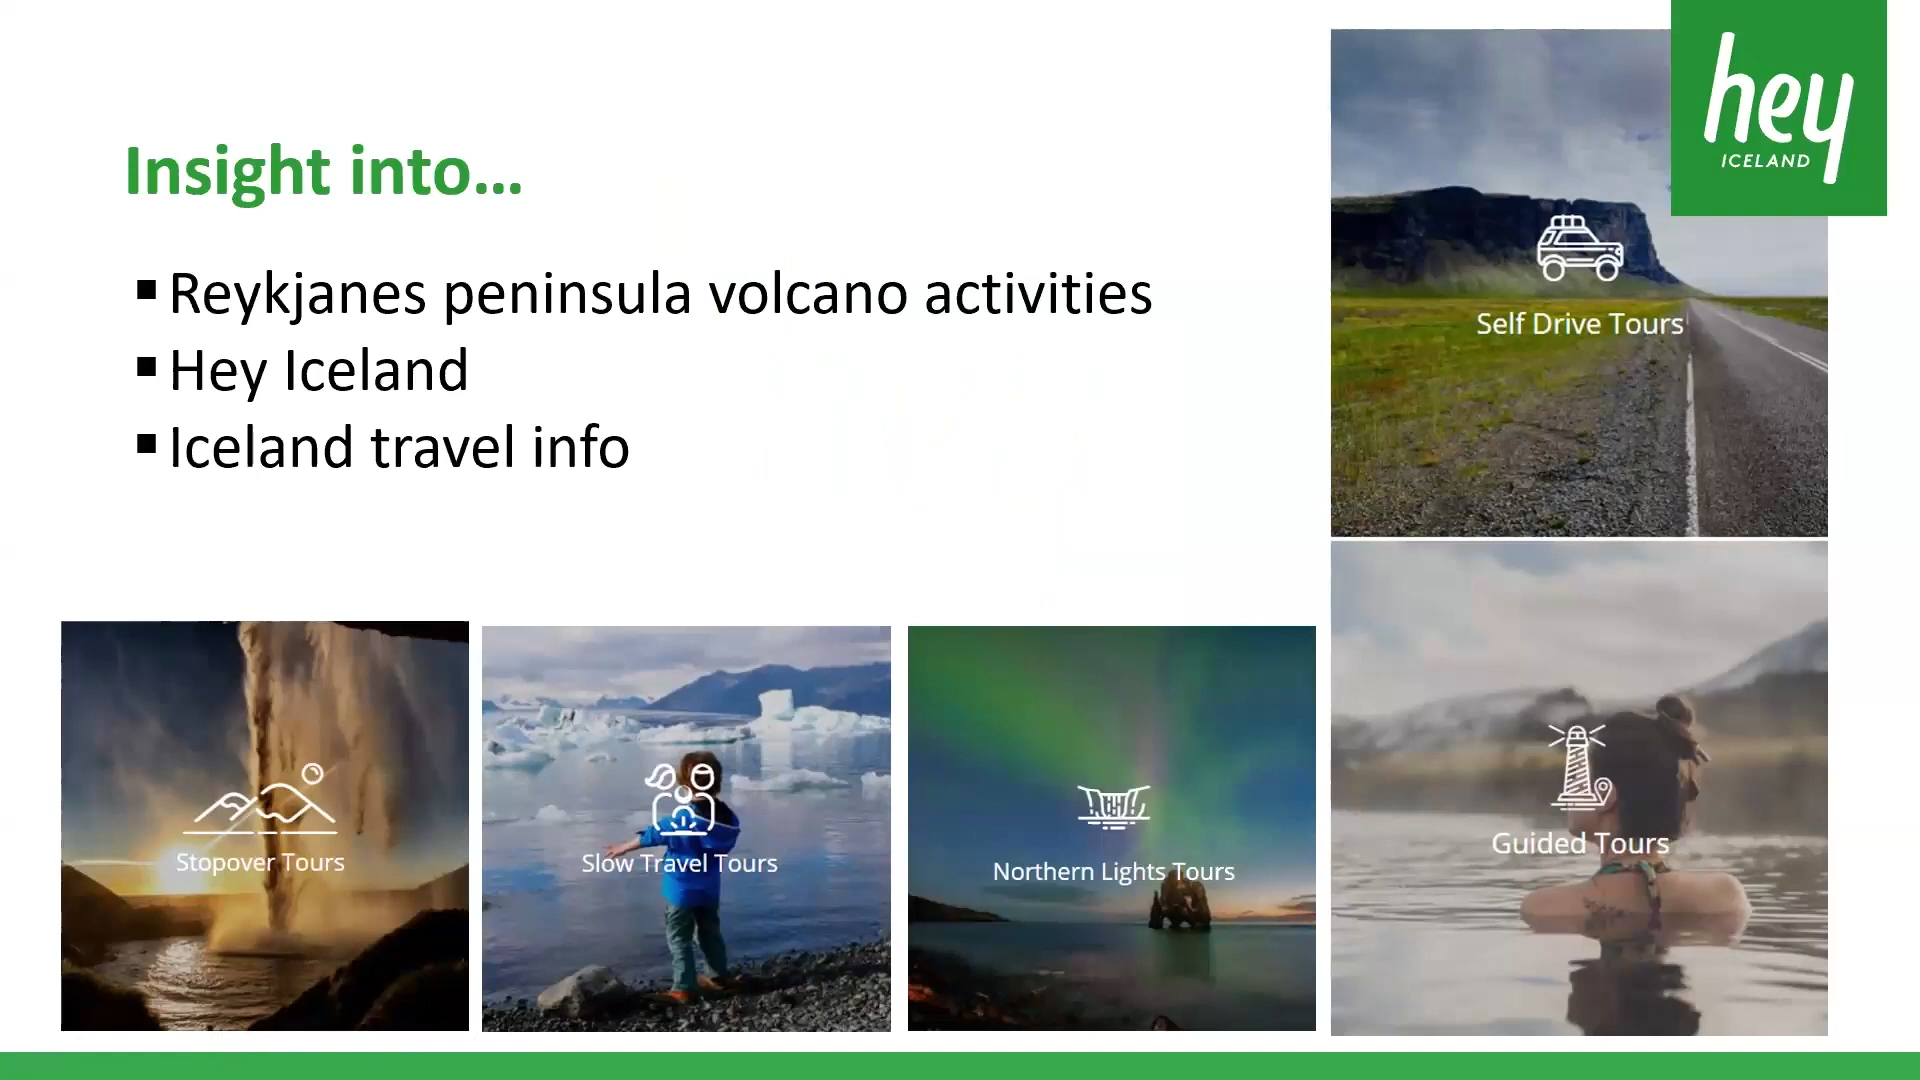 hey
ICELAND
Insight into...
▪ Reykjanes peninsula volcano activities
▪ Hey Iceland
▪ Iceland travel info
Self Drive Tours
Stopover Tours
Slow Travel Tours
Northern Lights Tours
Guided Tours